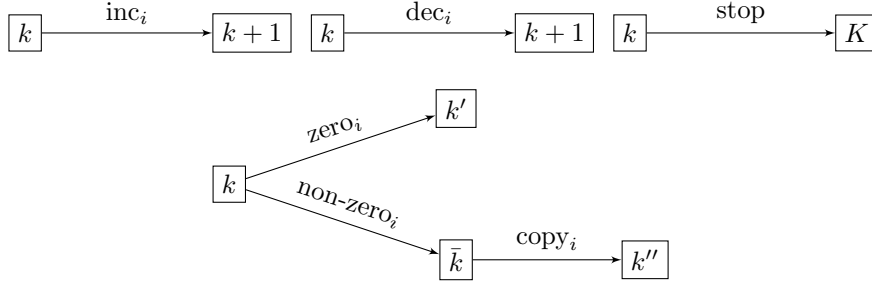 k inc_i k + 1 k dec_i k + 1 k stop K
zero_i k′
k
non-zero_i
k̄ copy_i k″